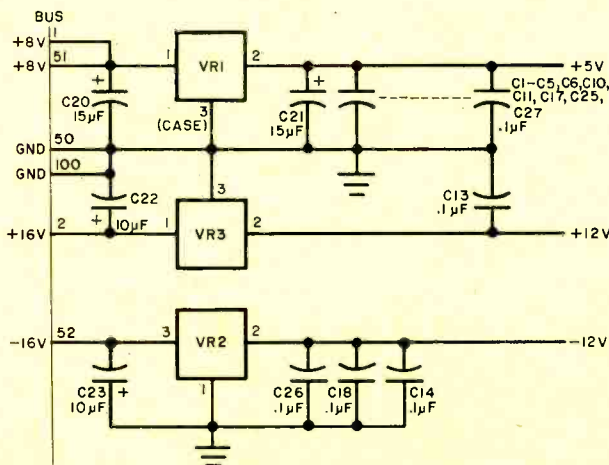 BUS
1
+8V
51
+8V
1
VR1
2
+5V
+
C20
15µF
3
(CASE)
+
C21
15µF
C1-C5, C6, C10,
C11, C17, C25,
C27
.1µF
50
GND
100
GND
C22
+
10µF
3
C13
.1µF
2
+16V
1
VR3
2
+12V
52
-16V
3
VR2
2
-12V
C23
10µF
+
1
C26
.1µF
C18
.1µF
C14
.1µF